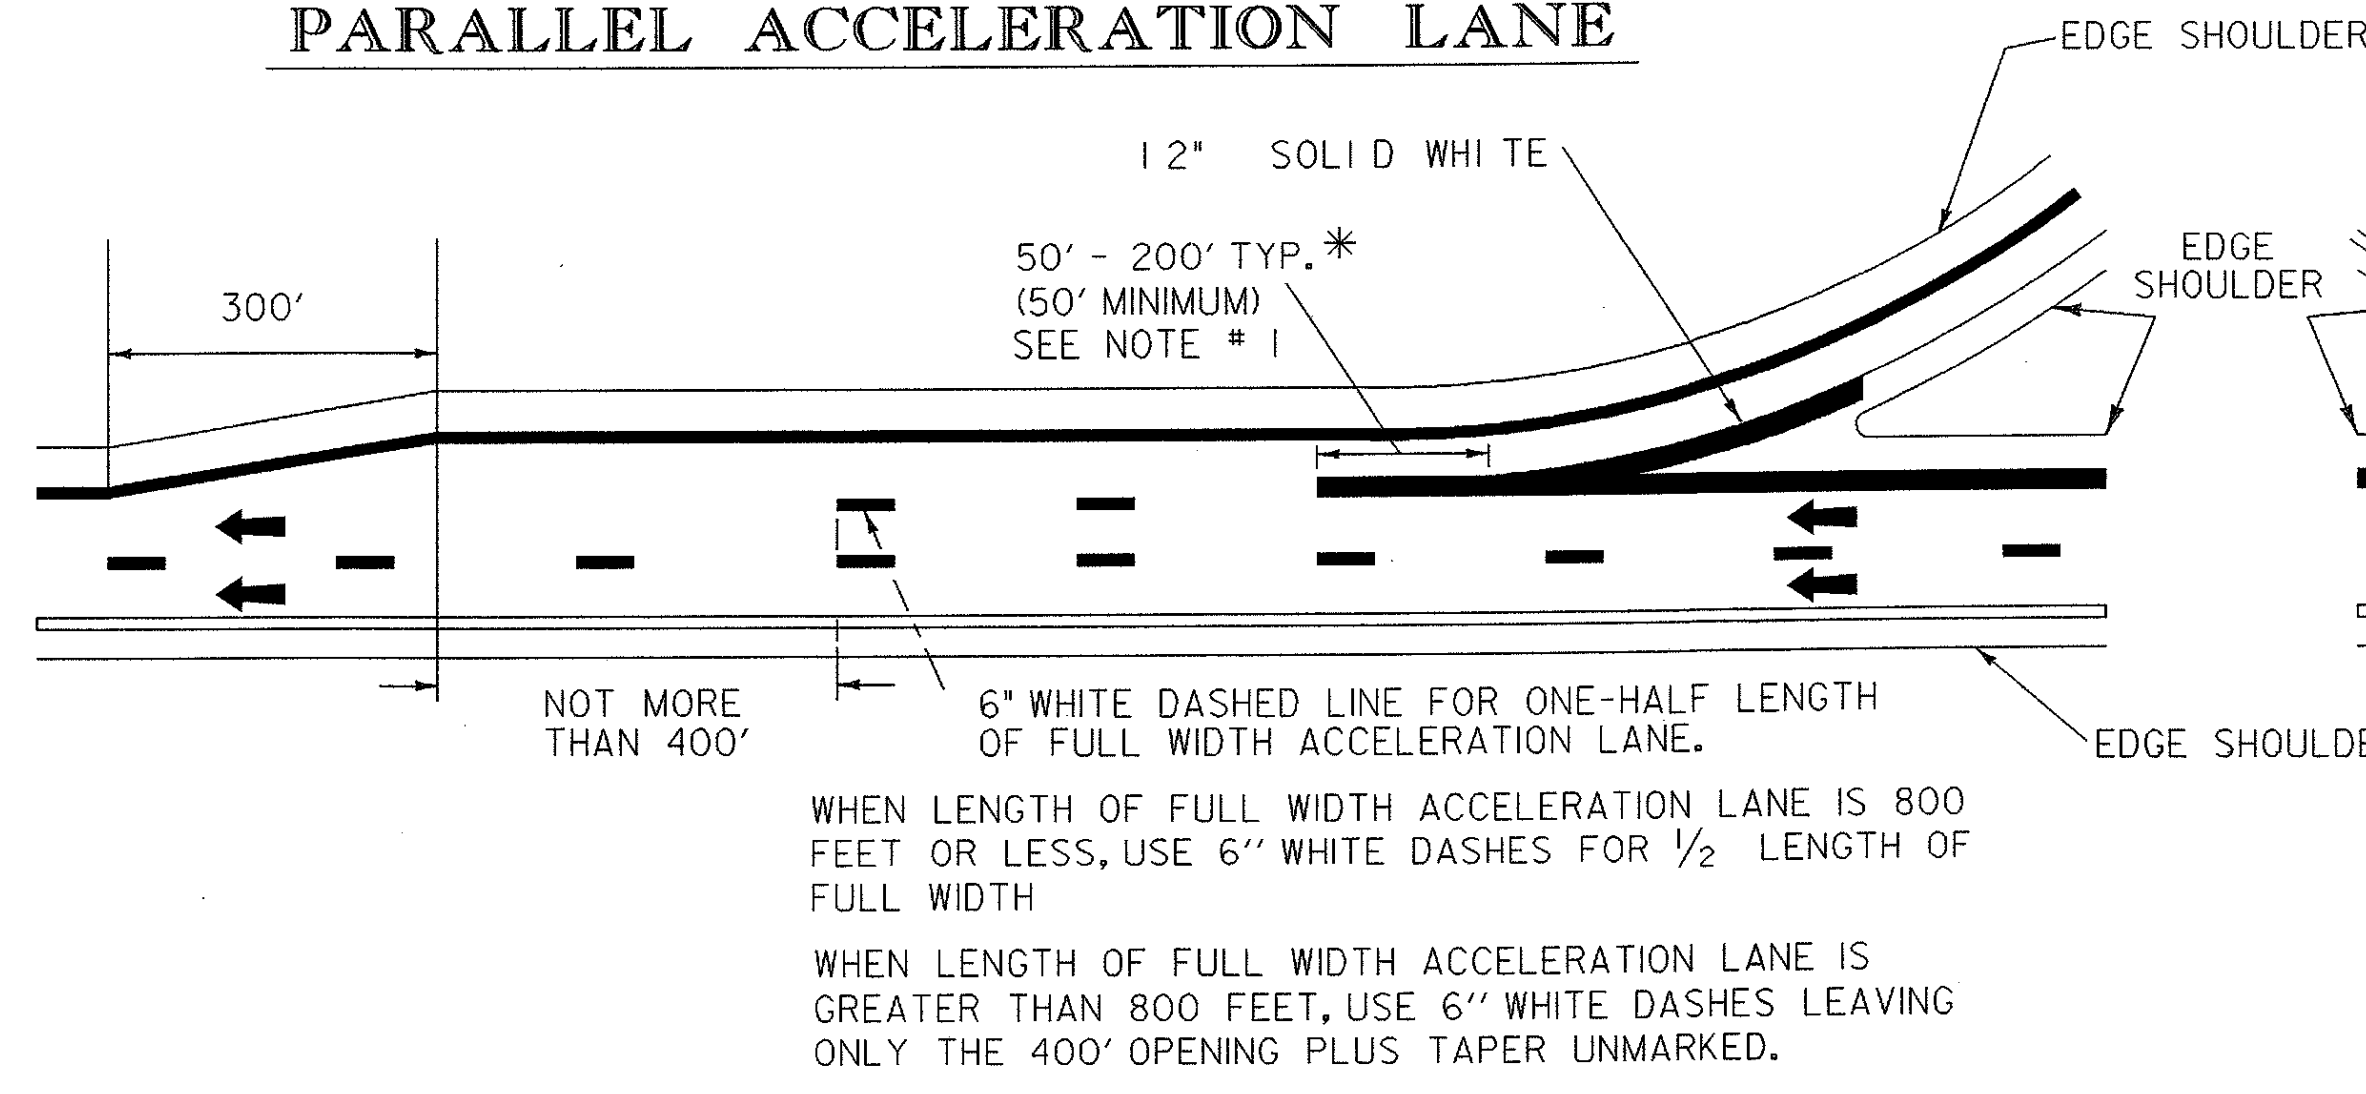 PARALLEL ACCELERATION LANE
EDGE SHOULDER
12" SOLID WHITE
50' - 200' TYP.*
(50' MINIMUM)
SEE NOTE # 1
300'
EDGE
SHOULDER
NOT MORE
THAN 400'
6" WHITE DASHED LINE FOR ONE-HALF LENGTH
OF FULL WIDTH ACCELERATION LANE.
EDGE SHOULDE
WHEN LENGTH OF FULL WIDTH ACCELERATION LANE IS 800
FEET OR LESS, USE 6" WHITE DASHES FOR 1/2 LENGTH OF
FULL WIDTH
WHEN LENGTH OF FULL WIDTH ACCELERATION LANE IS
GREATER THAN 800 FEET, USE 6" WHITE DASHES LEAVING
ONLY THE 400' OPENING PLUS TAPER UNMARKED.